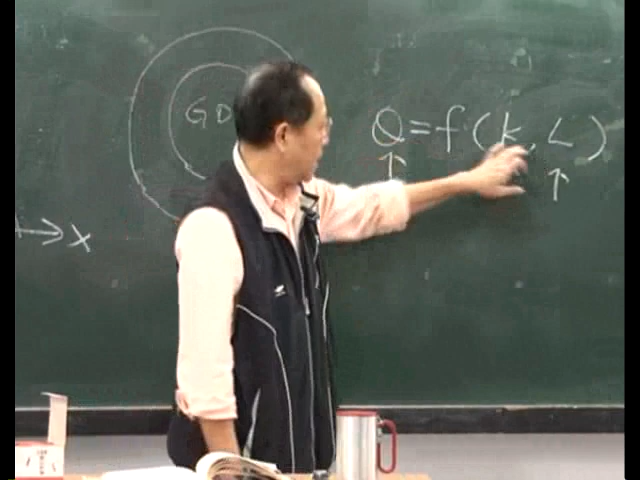 GD
Q = f (k, L)
↑ ↑
→ x